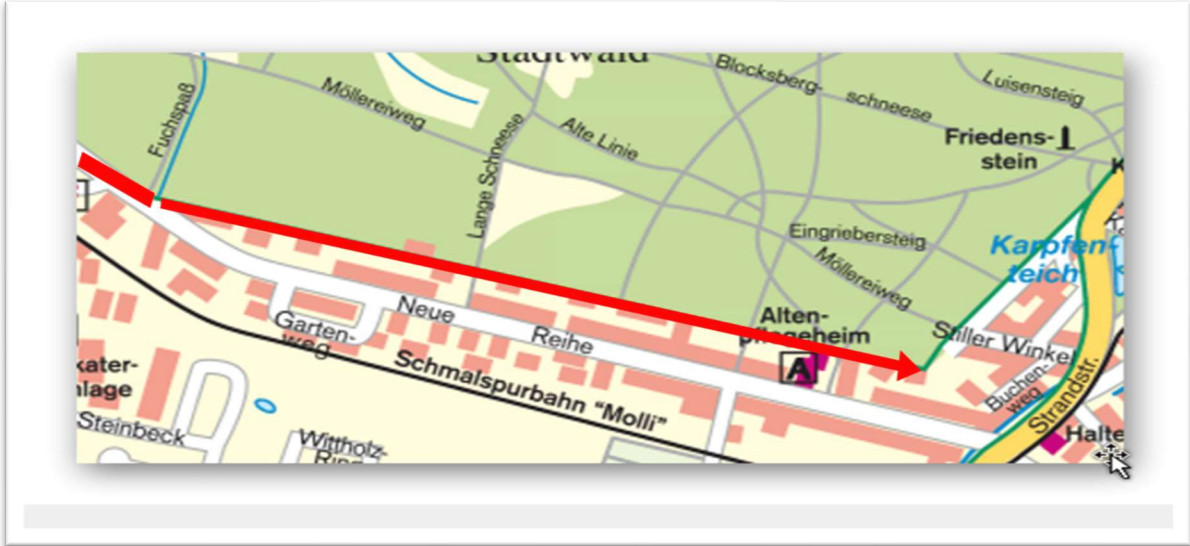 Stadtwald
Blocksberg-
schneese
Luisensteig
Fuchspaß
Möllereiweg
Lange Schneese
Alte Linie
Friedens-
stein
K
Eingriebersteig
Möllereiweg
Karpfen-
teich
Alten-
pflegeheim
A
Stiller Winkel
Neue
Reihe
Garten-
weg
Schmalspurbahn "Molli"
Buchen-
weg
Strandstr.
kater-
nlage
Steinbeck
Wittholz-
Ring
Halte